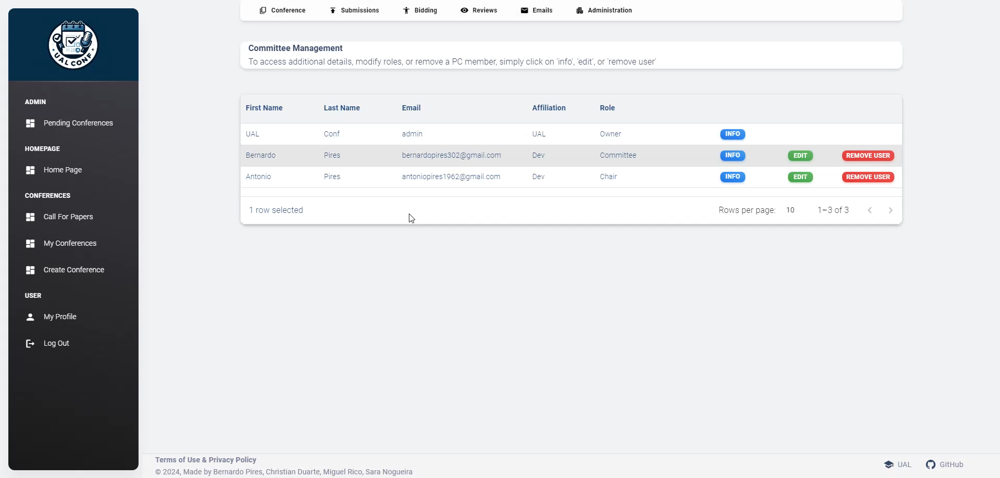 UAL CONF
ADMIN
Pending Conferences
HOMEPAGE
Home Page
CONFERENCES
Call For Papers
My Conferences
Create Conference
USER
My Profile
Log Out
Conference Submissions Bidding Reviews Emails Administration
Committee Management
To access additional details, modify roles, or remove a PC member, simply click on 'info', 'edit', or 'remove user'
First Name Last Name Email Affiliation Role
UAL Conf admin UAL Owner INFO
Bernardo Pires bernardopires302@gmail.com Dev Committee INFO EDIT REMOVE USER
Antonio Pires antoniopires1962@gmail.com Dev Chair INFO EDIT REMOVE USER
1 row selected Rows per page: 10 1–3 of 3
Terms of Use & Privacy Policy
© 2024, Made by Bernardo Pires, Christian Duarte, Miguel Rico, Sara Nogueira
UAL GitHub